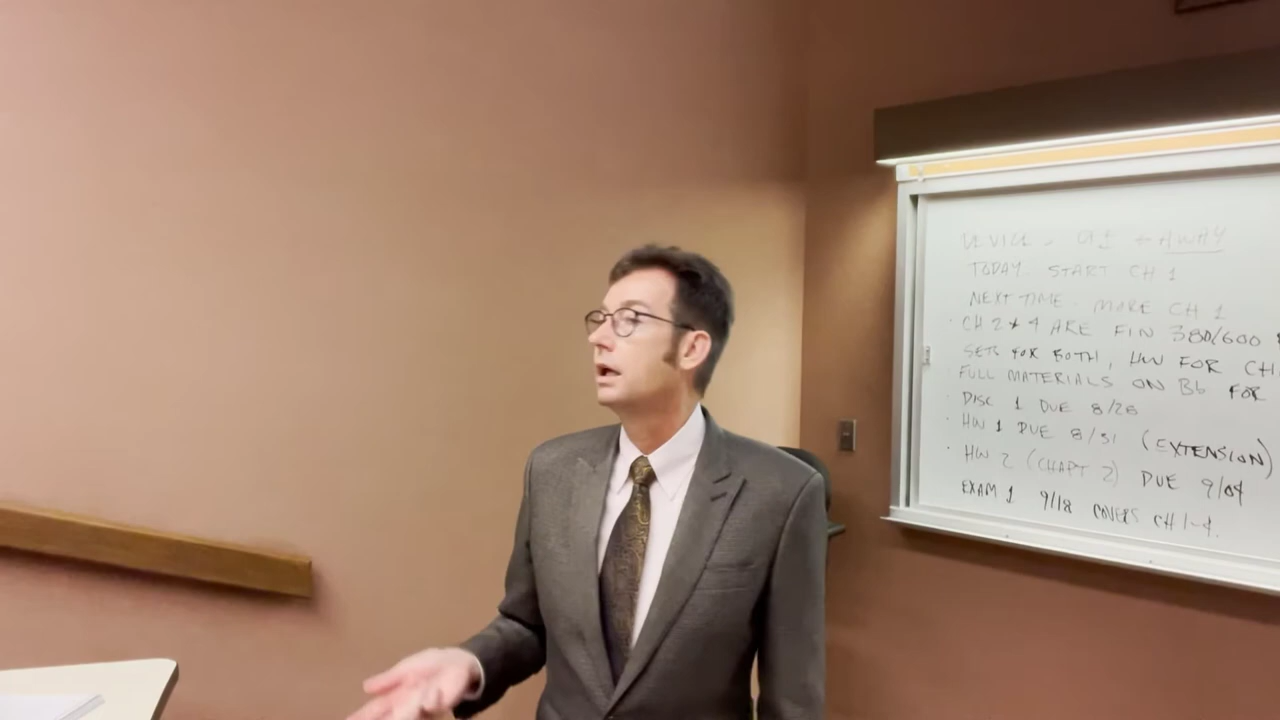 DEVICE OFF + AWAY
TODAY. START CH 1
NEXT TIME. MORE CH 1
· CH 2 & 4 ARE FIN 380/600
SETS FOR BOTH, HW FOR CH
· FULL MATERIALS ON Bb FOR
· DISC 1 DUE 8/28
· HW 1 DUE 8/31 (EXTENSION)
· HW 2 (CHAPT 2) DUE 9/04
EXAM 1 9/18 COVERS CH 1-4.